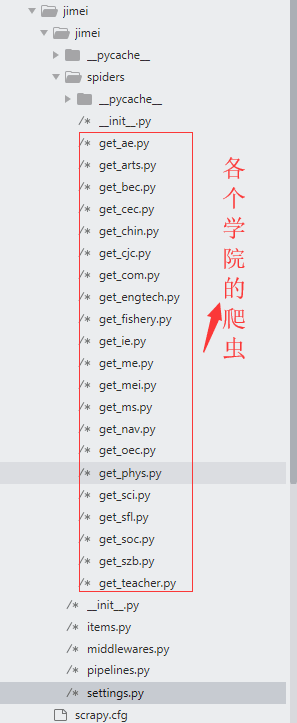 jimei
jimei
__pycache__
spiders
__pycache__
/* __init__.py
/* get_ae.py
/* get_arts.py
/* get_bec.py
/* get_cec.py
/* get_chin.py
/* get_cjc.py
/* get_com.py
/* get_engtech.py
/* get_fishery.py
/* get_ie.py
/* get_me.py
/* get_mei.py
/* get_ms.py
/* get_nav.py
/* get_oec.py
/* get_phys.py
/* get_sci.py
/* get_sfl.py
/* get_soc.py
/* get_szb.py
/* get_teacher.py
/* __init__.py
/* items.py
/* middlewares.py
/* pipelines.py
/* settings.py
scrapy.cfg
各个学院的爬虫